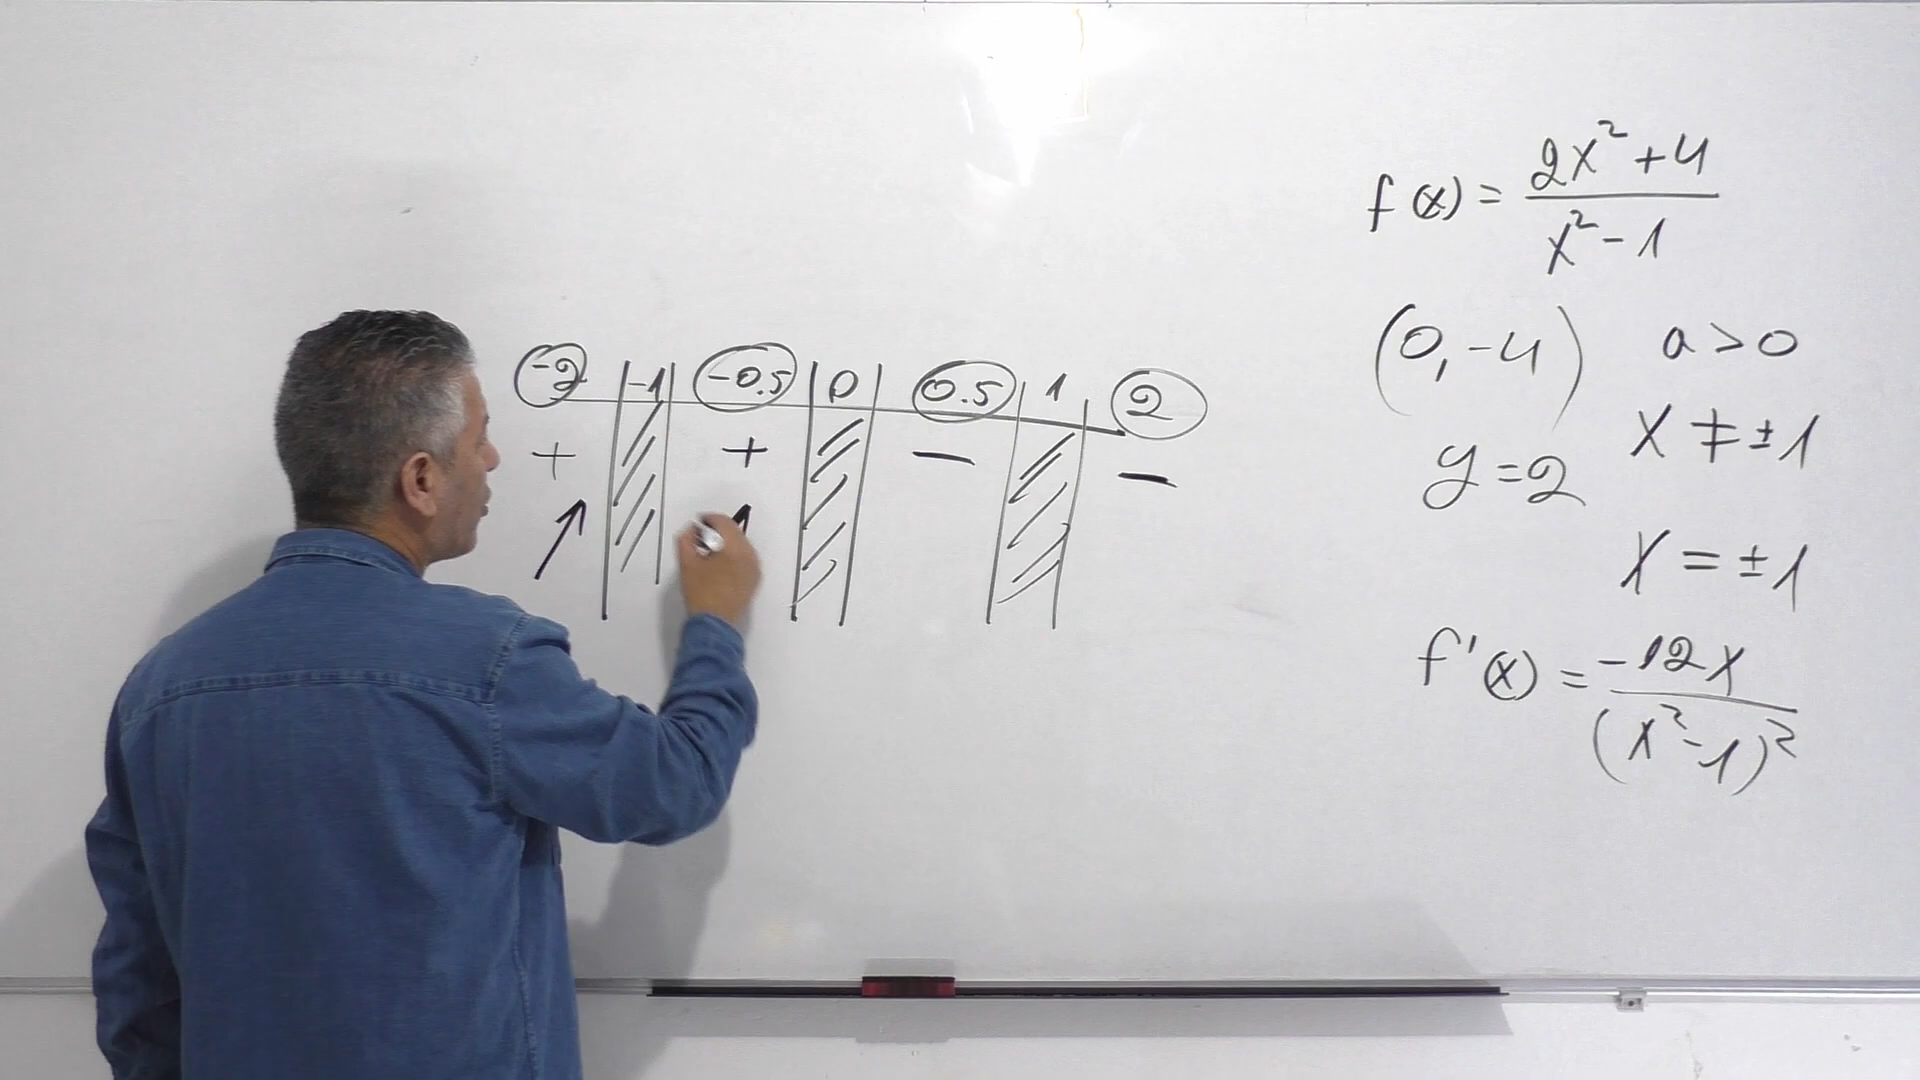 -2 -1 -0.5 0 0.5 1 2
+ + − −
↗
f(x) = (2x²+4)/(x²-1)
(0,-4) a>0
x ≠ ±1
y=2
x = ±1
f'(x) = -12x/(x²-1)²